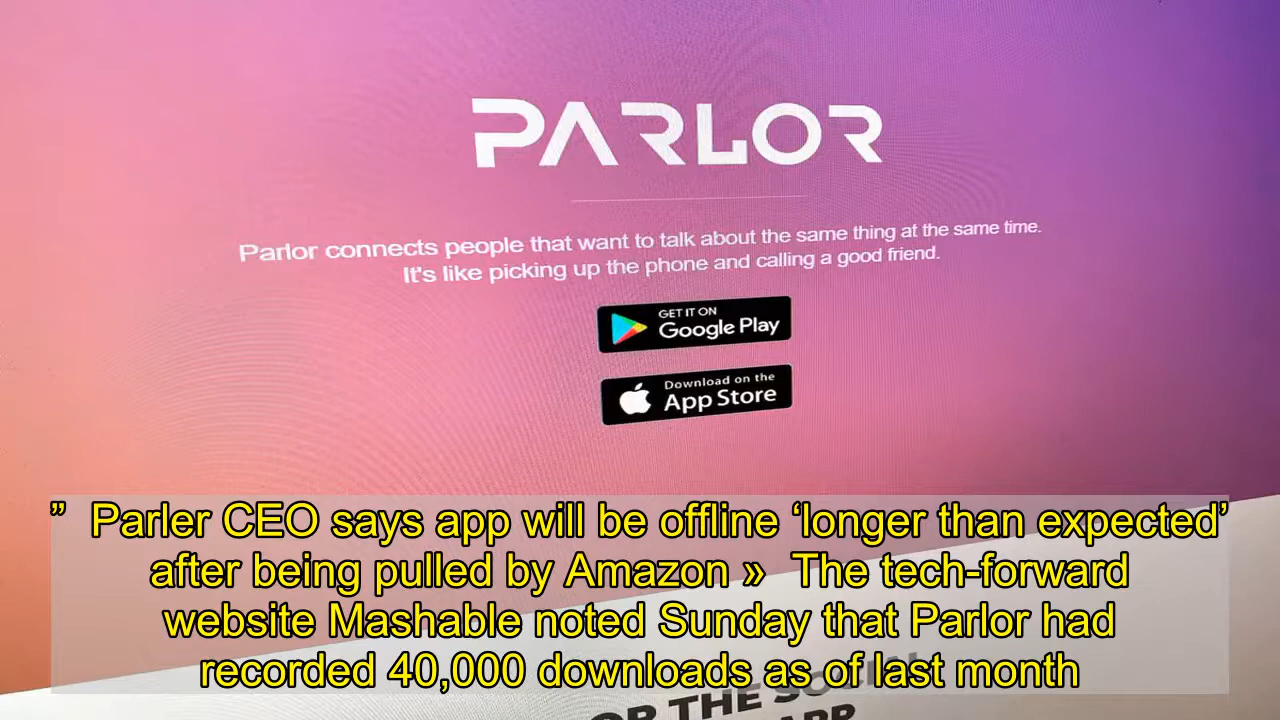 PARLOR
Parlor connects people that want to talk about the same thing at the same time.
It's like picking up the phone and calling a good friend.
GET IT ON
Google Play
Download on the
App Store
” Parler CEO says app will be offline ‘longer than expected’
after being pulled by Amazon » The tech-forward
website Mashable noted Sunday that Parlor had
recorded 40,000 downloads as of last month
THE